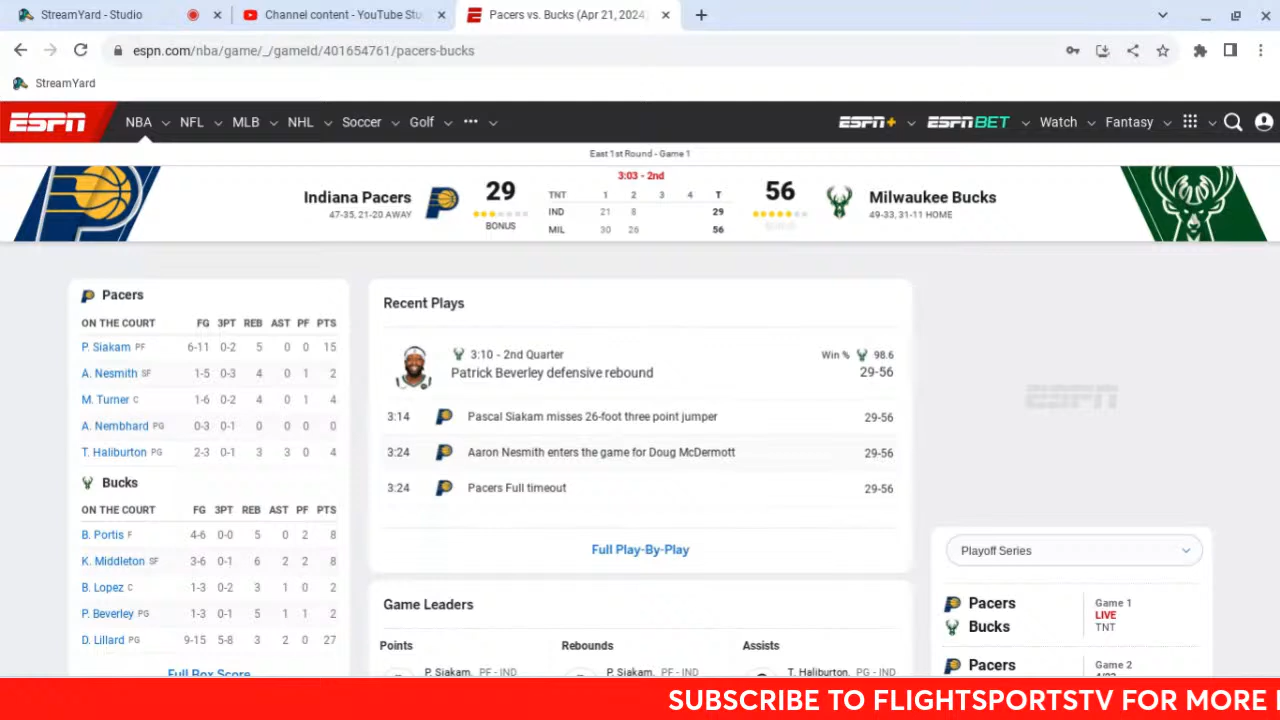 StreamYard - Studio
Channel content - YouTube Stu
Pacers vs. Bucks (Apr 21, 2024)
espn.com/nba/game/_/gameId/401654761/pacers-bucks
StreamYard
ESPN NBA NFL MLB NHL Soccer Golf ••• ESPN+ ESPN BET Watch Fantasy
East 1st Round - Game 1
3:03 - 2nd
Indiana Pacers 29 TNT 1 2 3 4 T 56 Milwaukee Bucks
47-35, 21-20 AWAY IND 21 8 29 49-33, 31-11 HOME
BONUS MIL 30 26 56
Pacers
ON THE COURT FG 3PT REB AST PF PTS
P. Siakam PF 6-11 0-2 5 0 0 15
A. Nesmith SF 1-5 0-3 4 0 1 2
M. Turner C 1-6 0-2 4 0 1 4
A. Nembhard PG 0-3 0-1 0 0 0 0
T. Haliburton PG 2-3 0-1 3 3 0 4
Bucks
ON THE COURT FG 3PT REB AST PF PTS
B. Portis F 4-6 0-0 5 0 2 8
K. Middleton SF 3-6 0-1 6 2 2 8
B. Lopez C 1-3 0-2 3 1 0 2
P. Beverley PG 1-3 0-1 5 1 1 2
D. Lillard PG 9-15 5-8 3 2 0 27
Full Box Score
Recent Plays
3:10 - 2nd Quarter Win % 98.6
Patrick Beverley defensive rebound 29-56
3:14 Pascal Siakam misses 26-foot three point jumper 29-56
3:24 Aaron Nesmith enters the game for Doug McDermott 29-56
3:24 Pacers Full timeout 29-56
Full Play-By-Play
Game Leaders
Points Rebounds Assists
P. Siakam PF - IND P. Siakam PF - IND T. Haliburton PG - IND
ESPN
Playoff Series
Pacers Game 1
LIVE
Bucks TNT
Pacers Game 2
SUBSCRIBE TO FLIGHTSPORTSTV FOR MORE